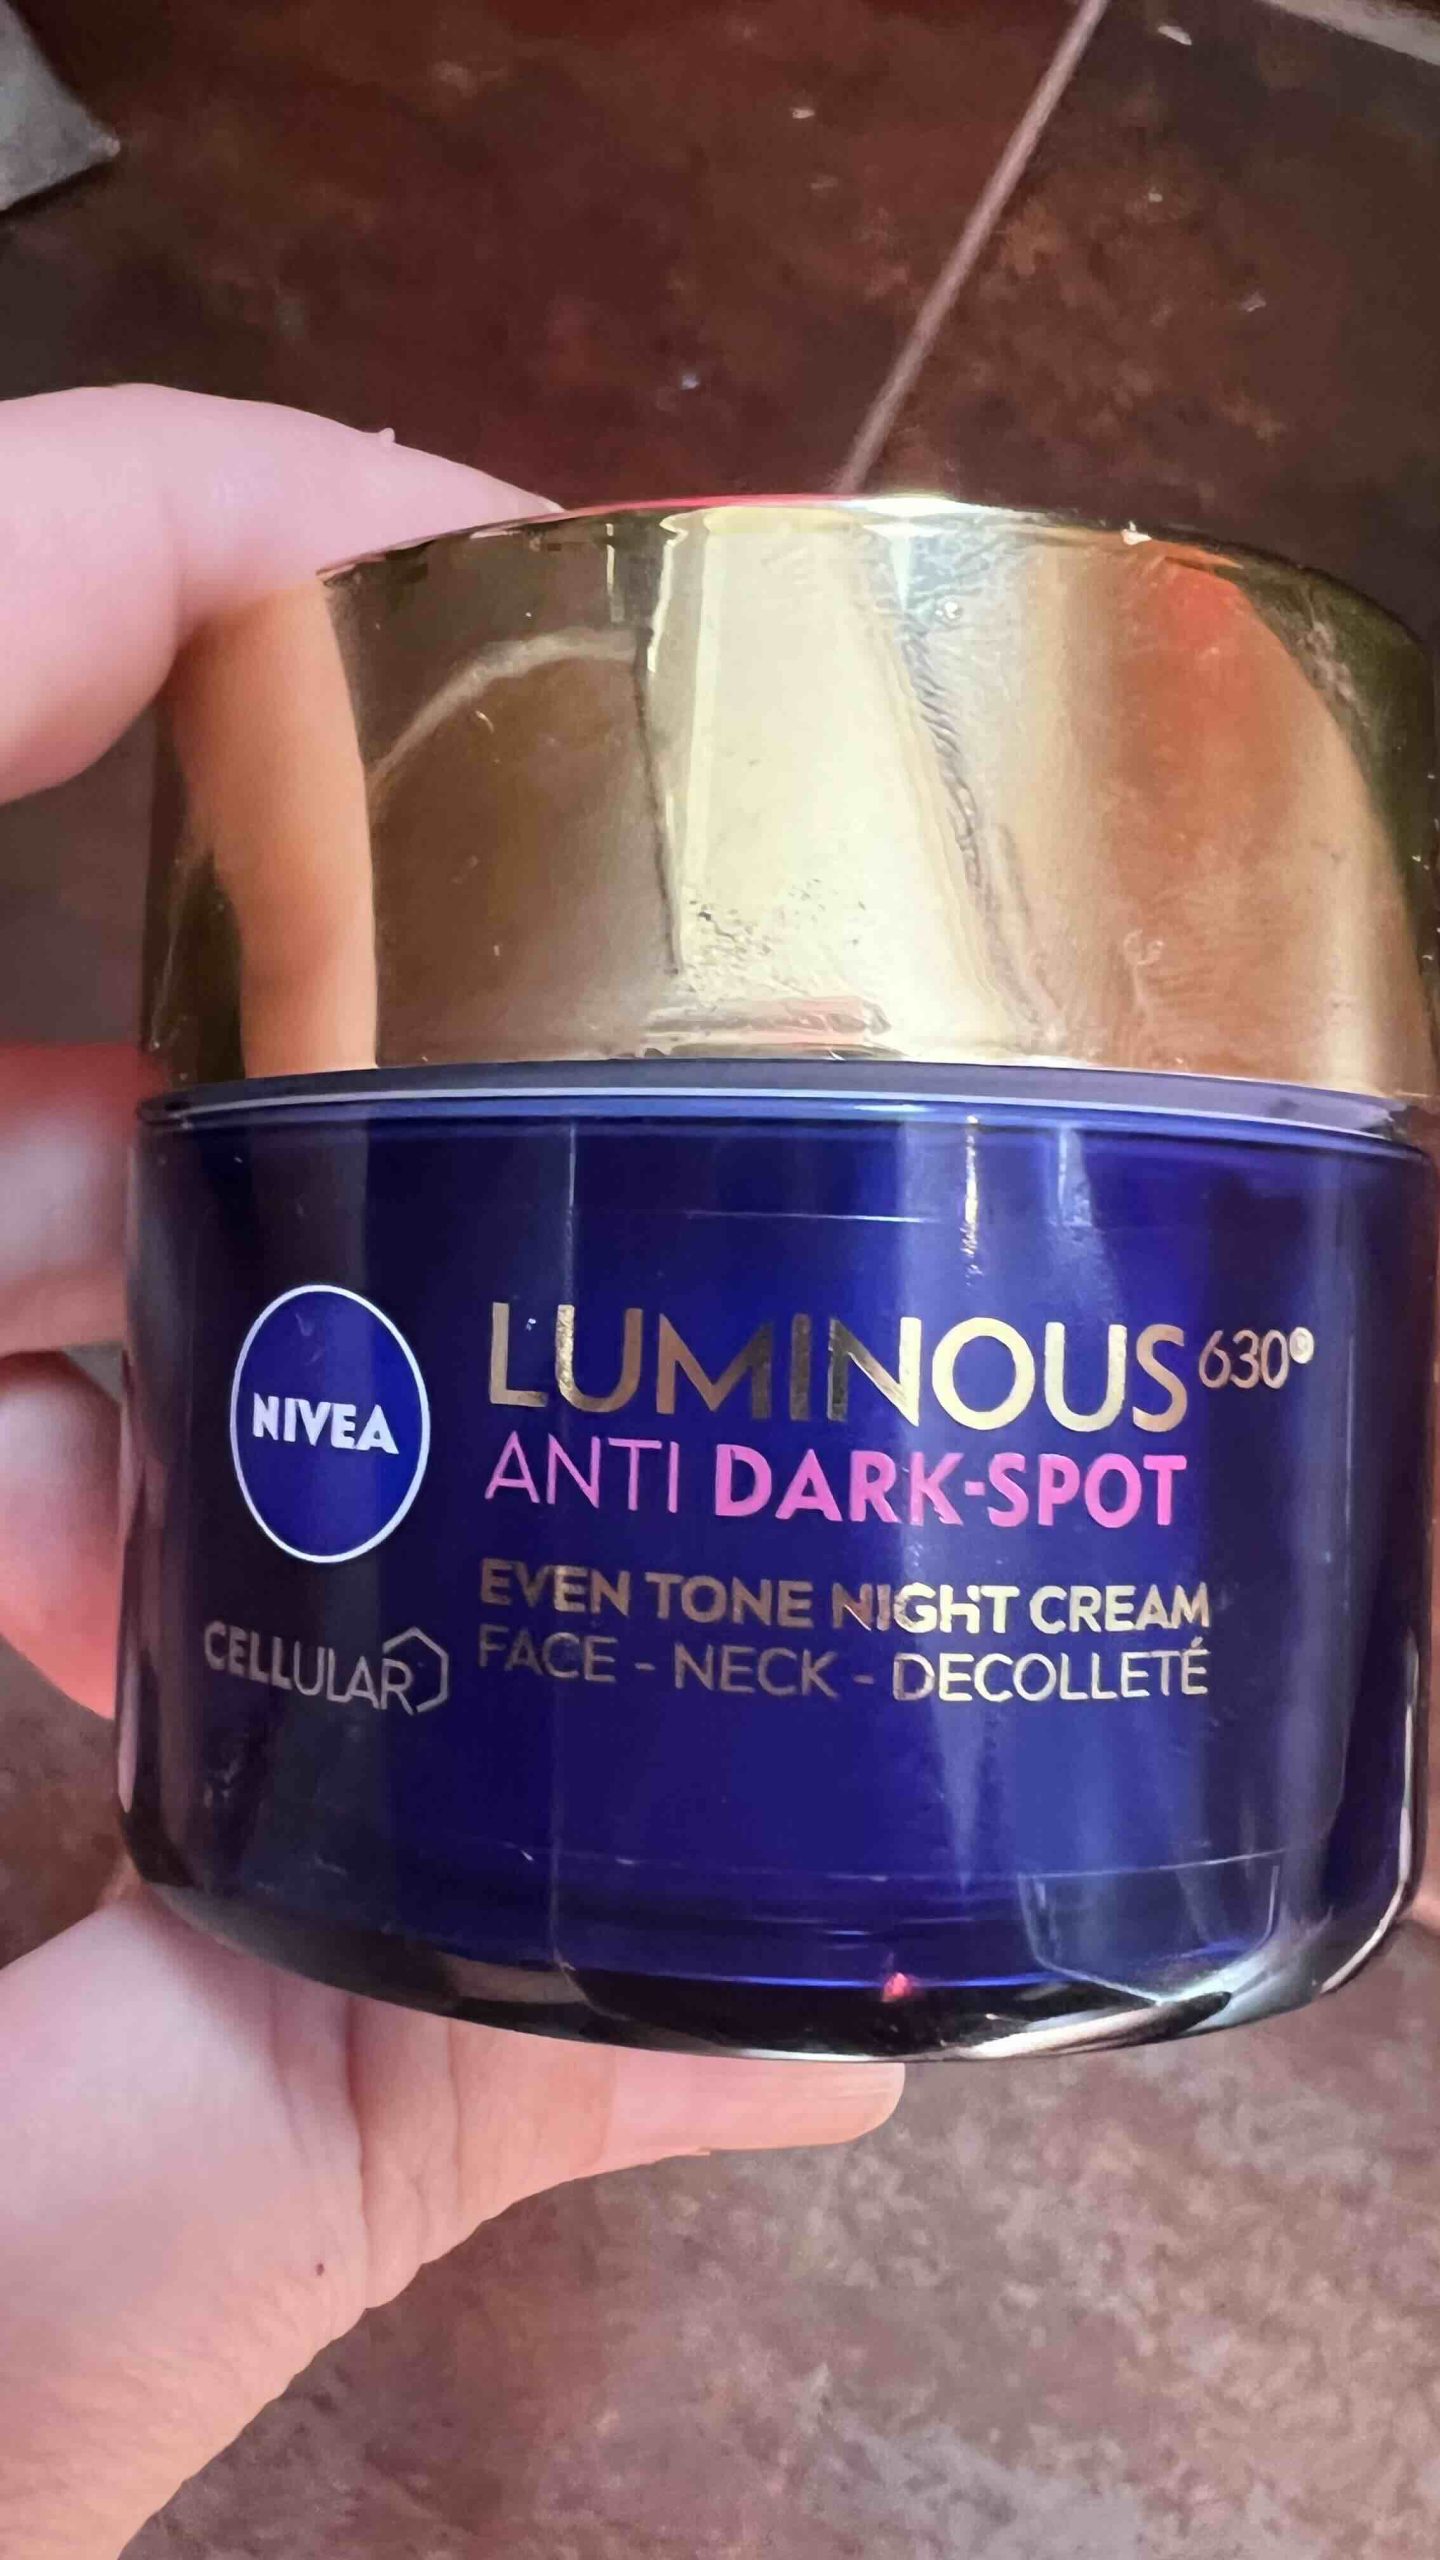 NIVEA
LUMINOUS630®
ANTI DARK-SPOT
EVEN TONE NIGHT CREAM
FACE - NECK - DECOLLETÉ
CELLULAR